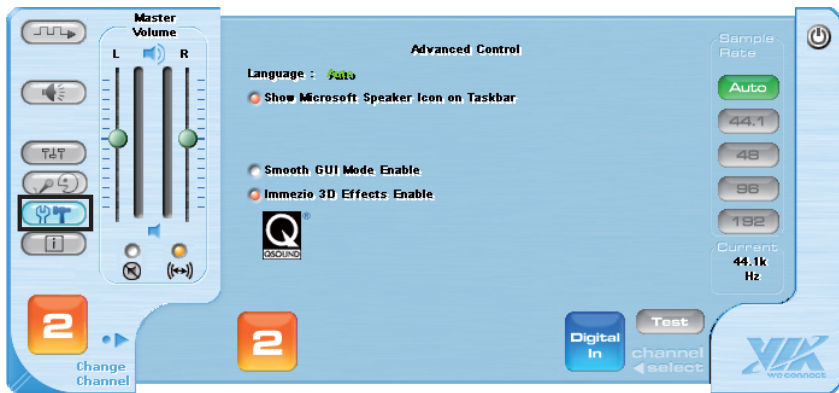 Master
Volume
L
R
Advanced Control
Language : Auto
Show Microsoft Speaker Icon on Taskbar
Smooth GUI Mode Enable
Immezio 3D Effects Enable
Q
®
QSOUND
i
2
Change
Channel
2
Digital
In
Test
channel
select
Sample
Rate
Auto
44.1
48
96
192
Current
44.1k
Hz
VIA
we connect